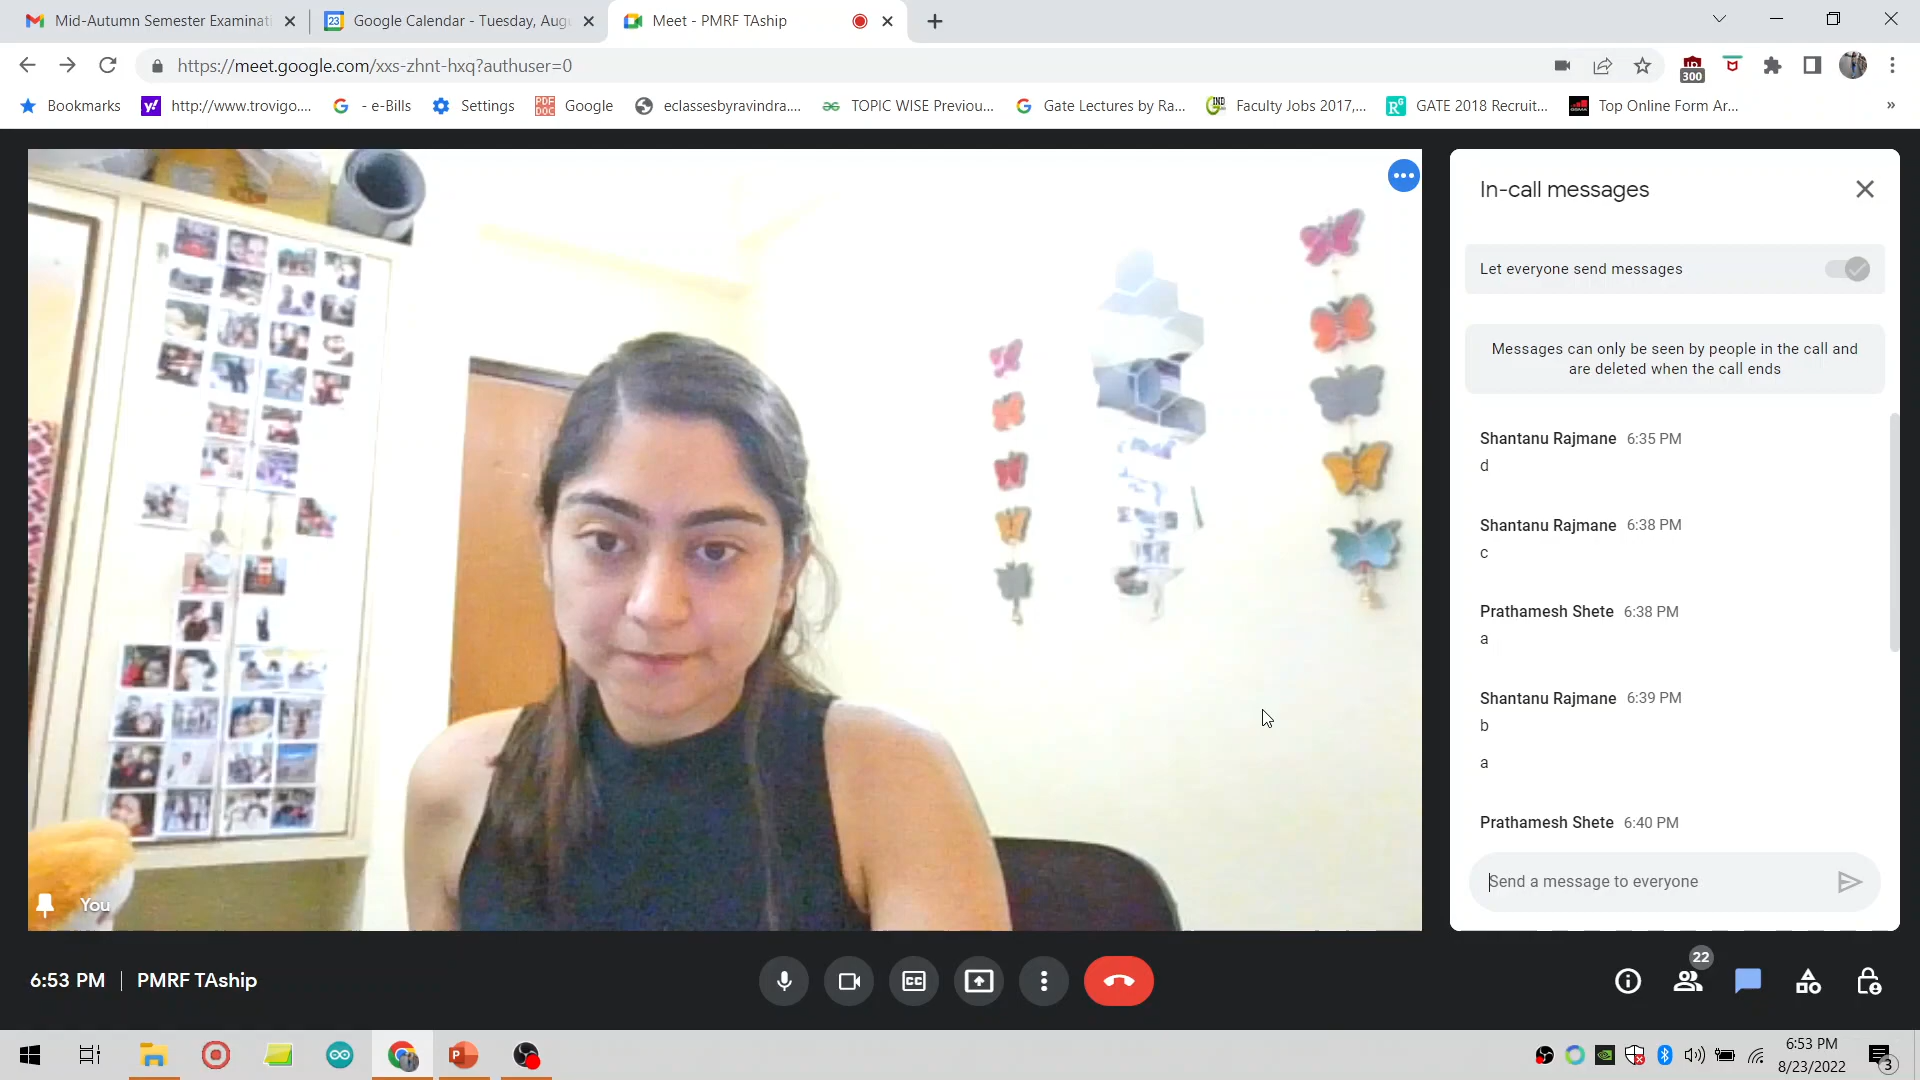 Mid-Autumn Semester Examinati
Google Calendar - Tuesday, Aug
Meet - PMRF TAship
https://meet.google.com/xxs-zhnt-hxq?authuser=0
300
Bookmarks
http://www.trovigo....
- e-Bills
Settings
PDF DOC
Google
eclassesbyravindra....
TOPIC WISE Previou...
Gate Lectures by Ra...
Faculty Jobs 2017,...
GATE 2018 Recruit...
Top Online Form Ar...
»
In-call messages
Let everyone send messages
Messages can only be seen by people in the call and
are deleted when the call ends
Shantanu Rajmane 6:35 PM
d
Shantanu Rajmane 6:38 PM
c
Prathamesh Shete 6:38 PM
a
Shantanu Rajmane 6:39 PM
b
a
Prathamesh Shete 6:40 PM
Send a message to everyone
You
6:53 PM | PMRF TAship
22
6:53 PM
8/23/2022
3